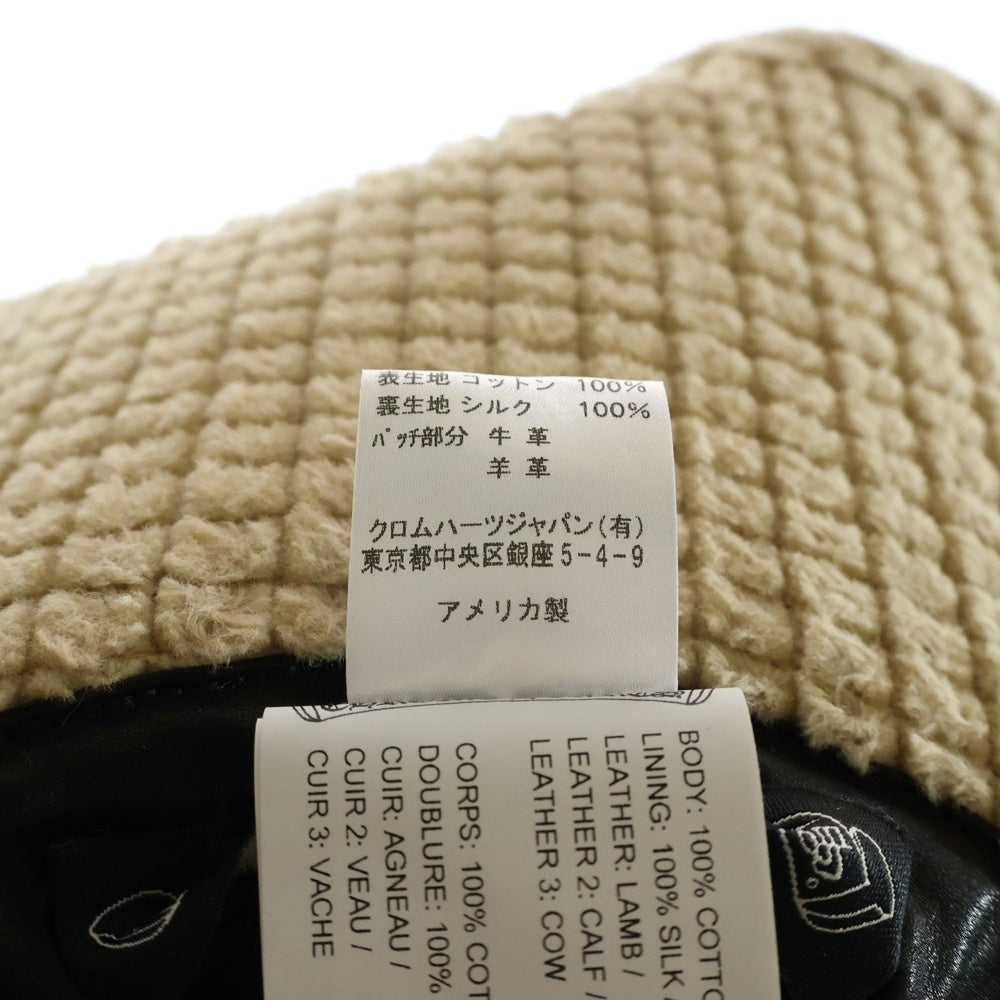 表生地 コットン 100%
裏生地 シルク 100%
パッチ部分 牛 革
羊 革
クロムハーツジャパン(有)
東京都中央区銀座5-4-9
アメリカ製
BODY: 100% COTTO
LINING: 100% SILK /
LEATHER: LAMB /
LEATHER 2: CALF /
LEATHER 3: COW
CORPS: 100% COT
DOUBLURE: 100%
CUIR: AGNEAU /
CUIR 2: VEAU /
CUIR 3: VACHE